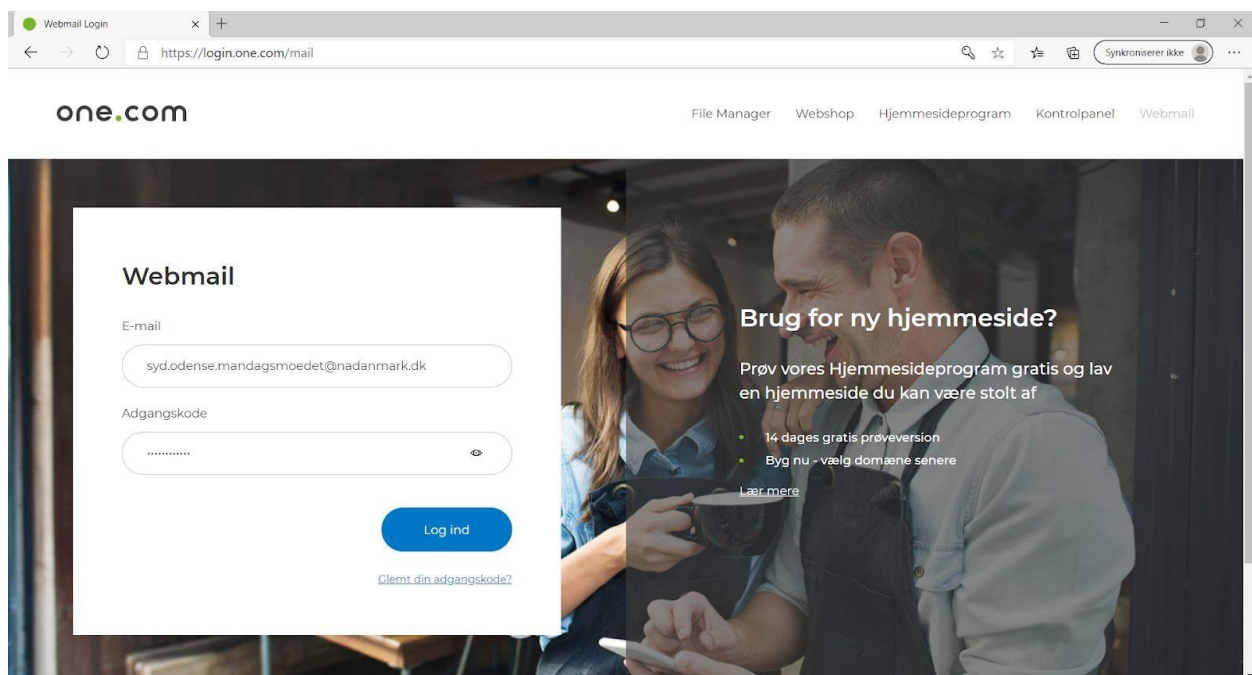 Webmail Login
https://login.one.com/mail
Synkroniserer ikke
one.com
File Manager Webshop Hjemmesideprogram Kontrolpanel Webmail
Webmail
E-mail
syd.odense.mandagsmoedet@nadanmark.dk
Adgangskode
Log ind
Glemt din adgangskode?
Brug for ny hjemmeside?
Prøv vores Hjemmesideprogram gratis og lav
en hjemmeside du kan være stolt af
14 dages gratis prøveversion
Byg nu - vælg domæne senere
Lær mere